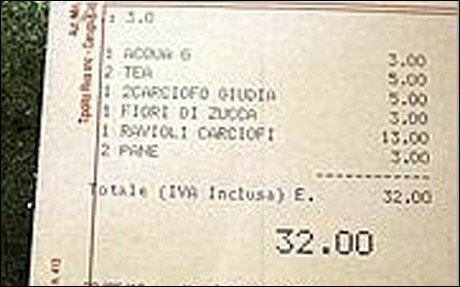 : 3.0
1 ACQUA G 3.00
2 TEA 5.00
1 2CARCIOFO GIUDIA 5.00
1 FIORI DI ZUCCA 3.00
1 RAVIOLI CARCIOFI 13.00
2 PANE 3.00
Totale (IVA Inclusa) E. 32.00
32.00